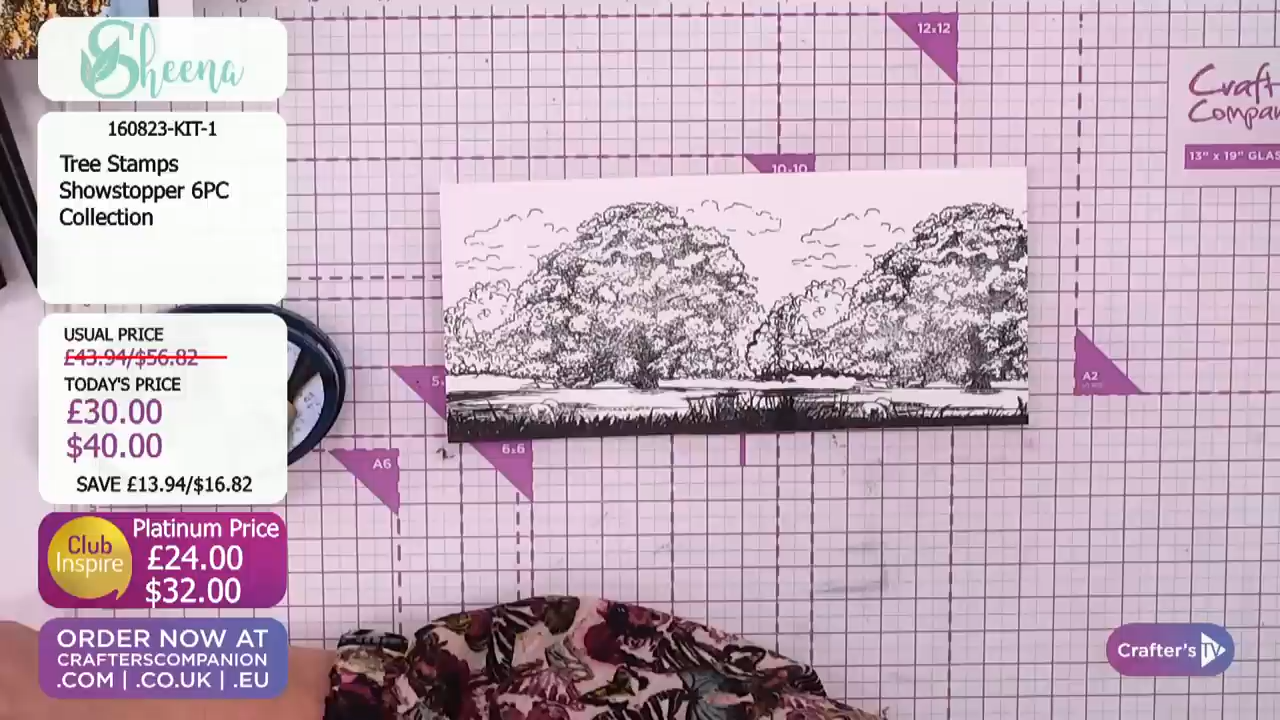 Sheena
160823-KIT-1
Tree Stamps
Showstopper 6PC
Collection
USUAL PRICE
£43.94/$56.82
TODAY'S PRICE
£30.00
$40.00
SAVE £13.94/$16.82
Club
Inspire
Platinum Price
£24.00
$32.00
ORDER NOW AT
CRAFTERSCOMPANION
.COM | .CO.UK | .EU
12x12
10x10
Craft
Compan
13" x 19" GLAS
A2
5
6x6
A6
Crafter's TV